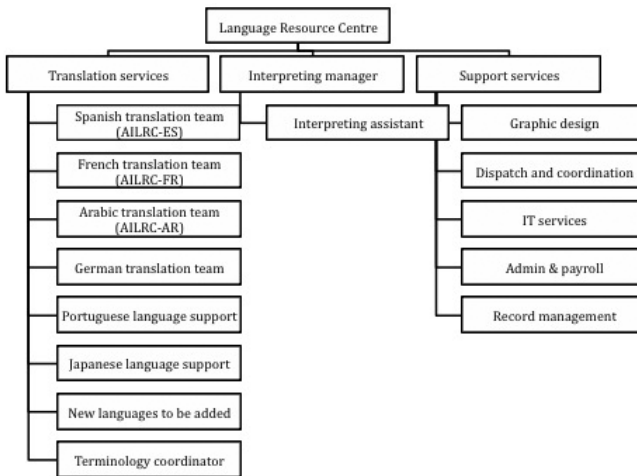 Language Resource Centre
Translation services
Interpreting manager
Support services
Spanish translation team
(AILRC-ES)
Interpreting assistant
Graphic design
French translation team
(AILRC-FR)
Dispatch and coordination
Arabic translation team
(AILRC-AR)
IT services
German translation team
Admin & payroll
Portuguese language support
Record management
Japanese language support
New languages to be added
Terminology coordinator